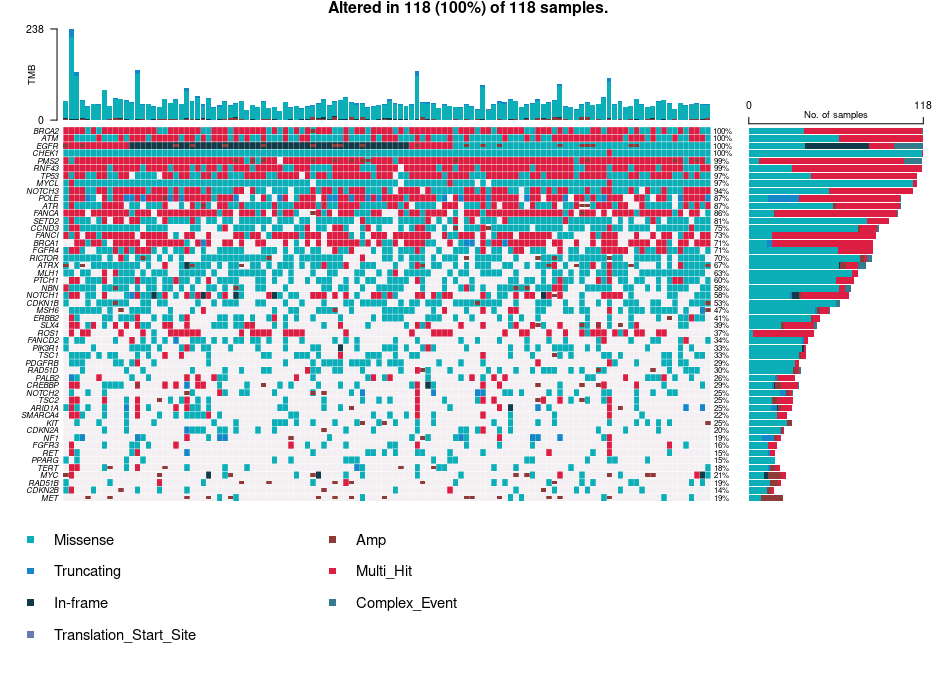 Altered in 118 (100%) of 118 samples.
238
TMB
0
0 118
No. of samples
BRCA2 100%
ATM 100%
EGFR 100%
CHEK1 100%
PMS2 99%
RNF43 99%
TP53 97%
MYCL 97%
NOTCH3 94%
POLE 87%
ATR 87%
FANCA 86%
SETD2 81%
CCND3 75%
FANCI 73%
BRCA1 71%
FGFR4 71%
RICTOR 70%
ATRX 67%
MLH1 63%
PTCH1 60%
NBN 58%
NOTCH1 58%
CDKN1B 53%
MSH6 47%
ERBB2 41%
SLX4 39%
ROS1 37%
FANCD2 34%
PIK3R1 33%
TSC1 33%
PDGFRB 29%
RAD51D 30%
PALB2 26%
CREBBP 29%
NOTCH2 25%
TSC2 25%
ARID1A 25%
SMARCA4 22%
KIT 25%
CDKN2A 20%
NF1 19%
FGFR3 16%
RET 15%
PPARG 15%
TERT 18%
MYC 21%
RAD51B 19%
CDKN2B 14%
MET 19%
Missense
Amp
Truncating
Multi_Hit
In-frame
Complex_Event
Translation_Start_Site